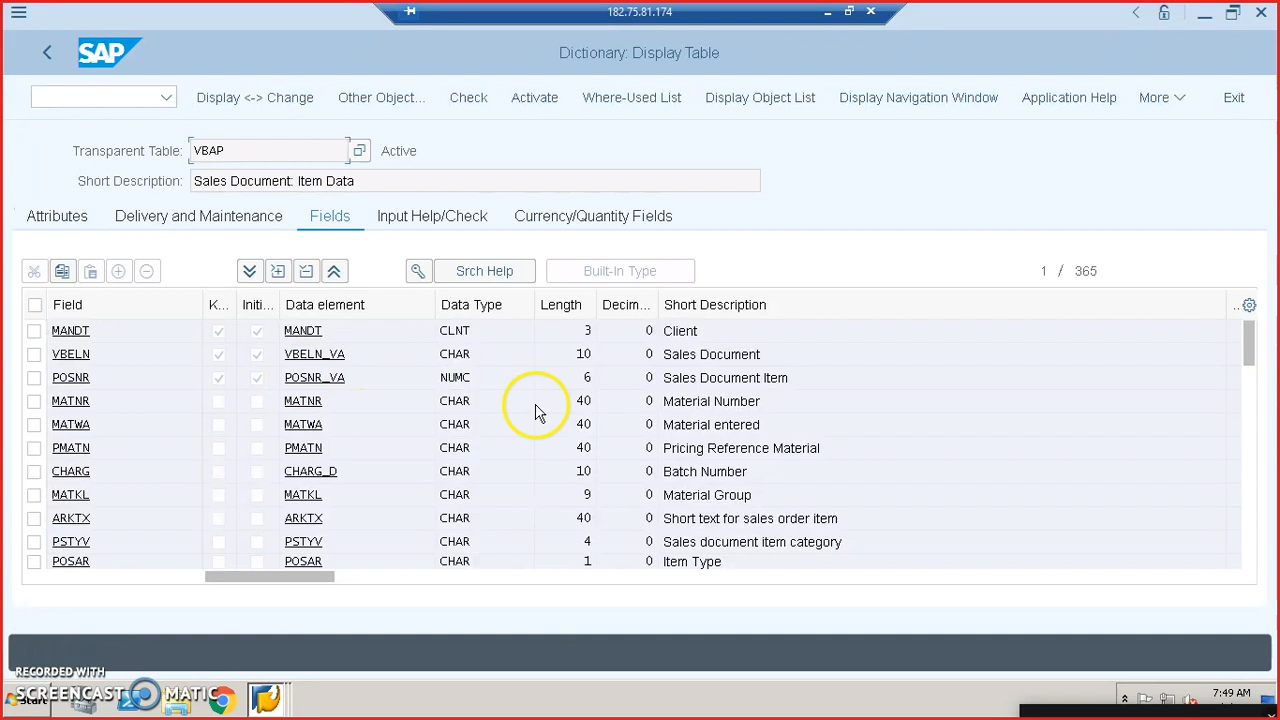 182.75.81.174
SAP
Dictionary: Display Table
Display <-> Change Other Object... Check Activate Where-Used List Display Object List Display Navigation Window Application Help More Exit
Transparent Table: VBAP Active
Short Description: Sales Document: Item Data
Attributes Delivery and Maintenance Fields Input Help/Check Currency/Quantity Fields
Srch Help Built-In Type 1 / 365
Field K... Initi... Data element Data Type Length Decim... Short Description ..
MANDT MANDT CLNT 3 0 Client
VBELN VBELN_VA CHAR 10 0 Sales Document
POSNR POSNR_VA NUMC 6 0 Sales Document Item
MATNR MATNR CHAR 40 0 Material Number
MATWA MATWA CHAR 40 0 Material entered
PMATN PMATN CHAR 40 0 Pricing Reference Material
CHARG CHARG_D CHAR 10 0 Batch Number
MATKL MATKL CHAR 9 0 Material Group
ARKTX ARKTX CHAR 40 0 Short text for sales order item
PSTYV PSTYV CHAR 4 0 Sales document item category
POSAR POSAR CHAR 1 0 Item Type
RECORDED WITH
SCREENCAST MATIC
Start
7:49 AM